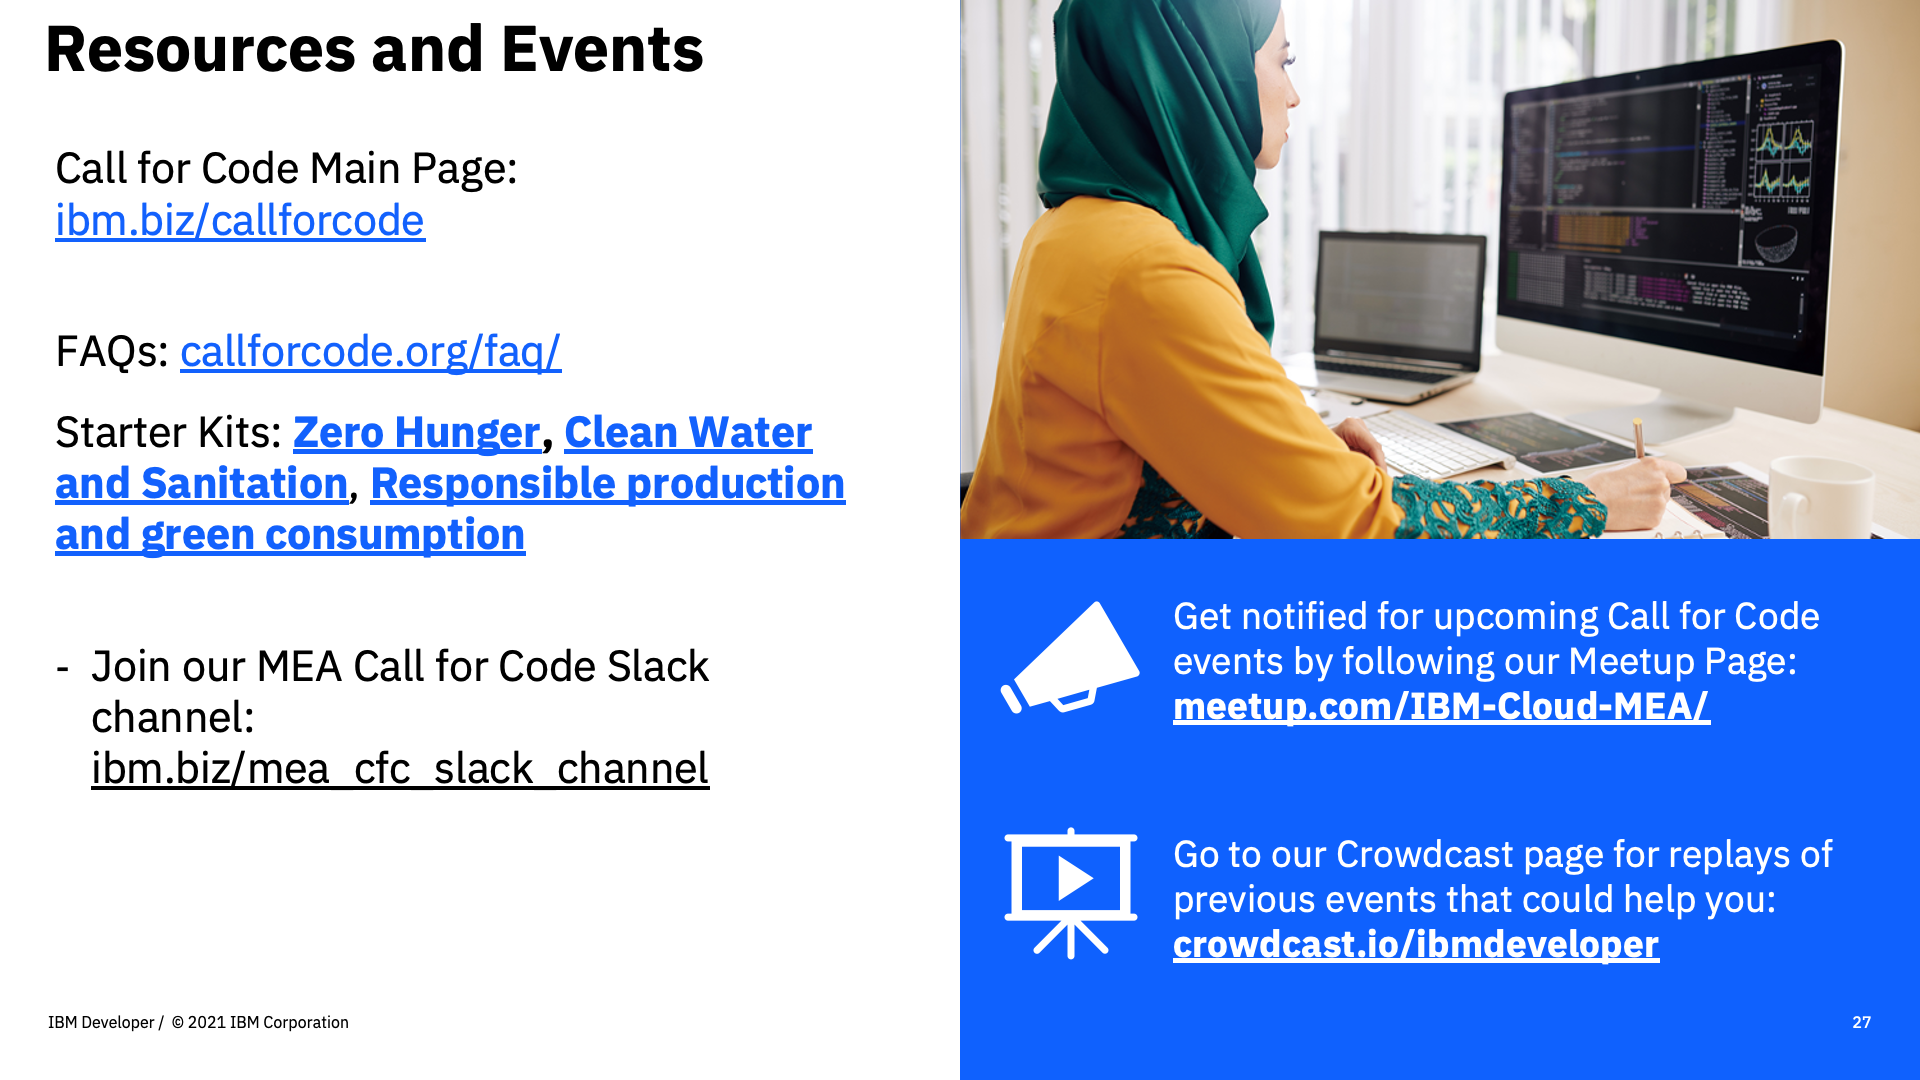 Resources and Events
Call for Code Main Page:
ibm.biz/callforcode
FAQs: callforcode.org/faq/
Starter Kits: Zero Hunger, Clean Water
and Sanitation, Responsible production
and green consumption
- Join our MEA Call for Code Slack
channel:
ibm.biz/mea_cfc_slack_channel
Get notified for upcoming Call for Code
events by following our Meetup Page:
meetup.com/IBM-Cloud-MEA/
Go to our Crowdcast page for replays of
previous events that could help you:
crowdcast.io/ibmdeveloper
IBM Developer / © 2021 IBM Corporation
27